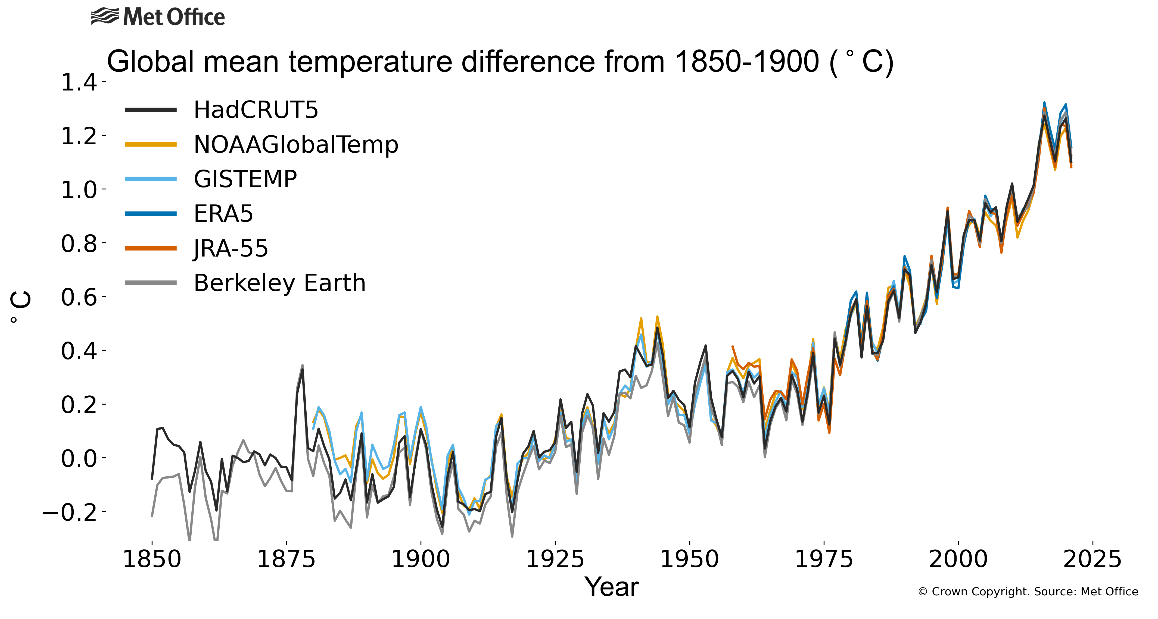 Met Office
Global mean temperature difference from 1850-1900 (°C)
1.4
1.2
1.0
0.8
0.6
0.4
0.2
0.0
−0.2
°C
HadCRUT5
NOAAGlobalTemp
GISTEMP
ERA5
JRA-55
Berkeley Earth
1850 1875 1900 1925 1950 1975 2000 2025
Year
© Crown Copyright. Source: Met Office